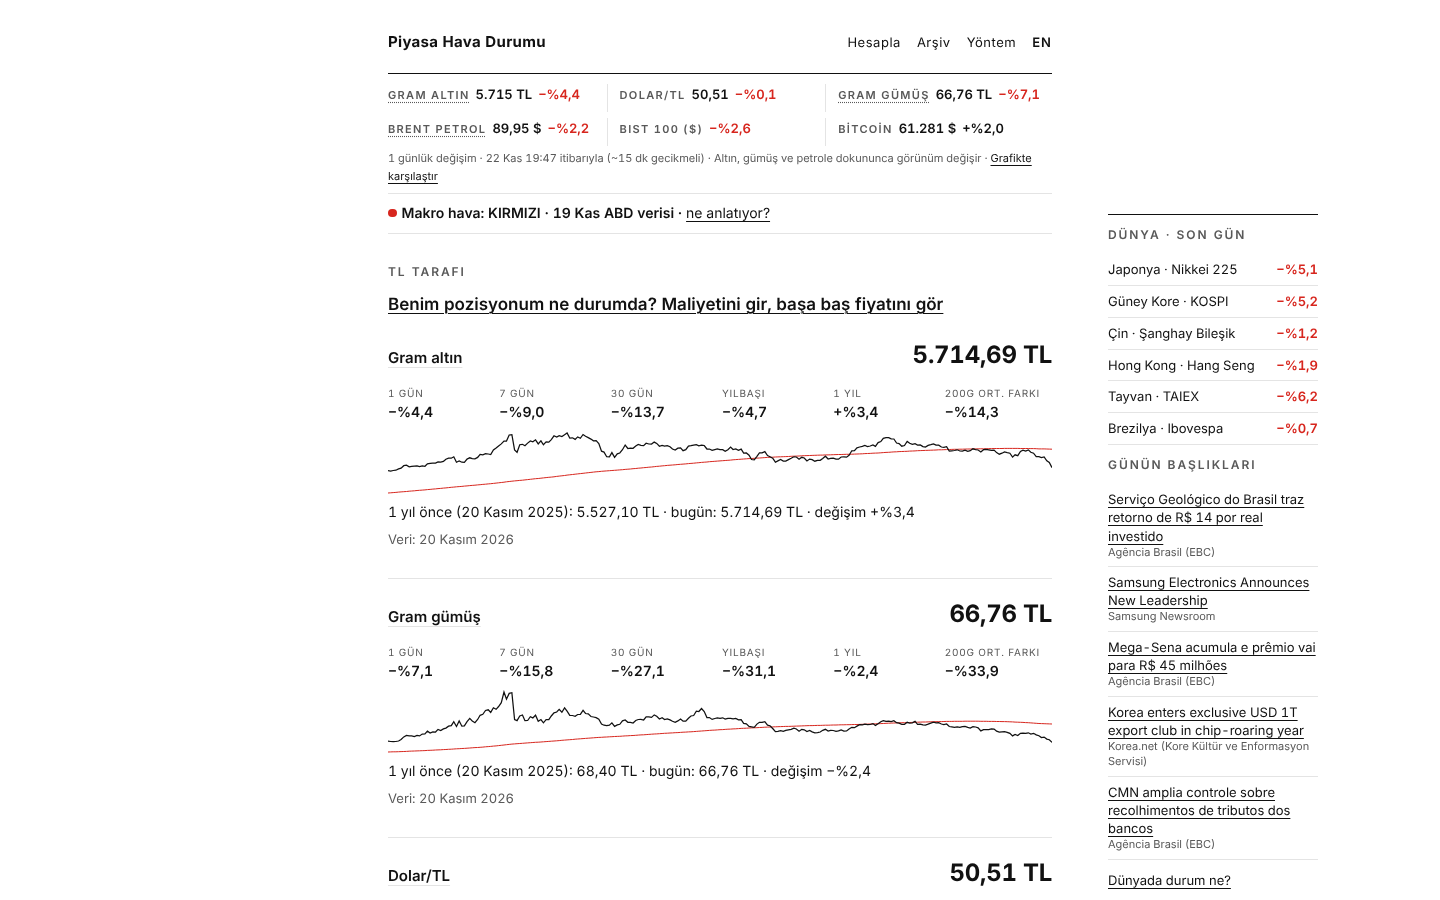 Piyasa Hava Durumu
Hesapla Arşiv Yöntem EN
GRAM ALTIN 5.715 TL −%4,4
DOLAR/TL 50,51 −%0,1
GRAM GÜMÜŞ 66,76 TL −%7,1
BRENT PETROL 89,95 $ −%2,2
BIST 100 ($) −%2,6
BİTCOİN 61.281 $ +%2,0
1 günlük değişim · 22 Kas 19:47 itibarıyla (~15 dk gecikmeli) · Altın, gümüş ve petrole dokununca görünüm değişir · Grafikte
karşılaştır
Makro hava: KIRMIZI · 19 Kas ABD verisi · ne anlatıyor?
TL TARAFI
Benim pozisyonum ne durumda? Maliyetini gir, başa baş fiyatını gör
Gram altın 5.714,69 TL
1 GÜN 7 GÜN 30 GÜN YILBAŞI 1 YIL 200G ORT. FARKI
−%4,4 −%9,0 −%13,7 −%4,7 +%3,4 −%14,3
1 yıl önce (20 Kasım 2025): 5.527,10 TL · bugün: 5.714,69 TL · değişim +%3,4
Veri: 20 Kasım 2026
Gram gümüş 66,76 TL
1 GÜN 7 GÜN 30 GÜN YILBAŞI 1 YIL 200G ORT. FARKI
−%7,1 −%15,8 −%27,1 −%31,1 −%2,4 −%33,9
1 yıl önce (20 Kasım 2025): 68,40 TL · bugün: 66,76 TL · değişim −%2,4
Veri: 20 Kasım 2026
Dolar/TL 50,51 TL
DÜNYA · SON GÜN
Japonya · Nikkei 225 −%5,1
Güney Kore · KOSPI −%5,2
Çin · Şanghay Bileşik −%1,2
Hong Kong · Hang Seng −%1,9
Tayvan · TAIEX −%6,2
Brezilya · Ibovespa −%0,7
GÜNÜN BAŞLIKLARI
Serviço Geológico do Brasil traz
retorno de R$ 14 por real
investido
Agência Brasil (EBC)
Samsung Electronics Announces
New Leadership
Samsung Newsroom
Mega-Sena acumula e prêmio vai
para R$ 45 milhões
Agência Brasil (EBC)
Korea enters exclusive USD 1T
export club in chip-roaring year
Korea.net (Kore Kültür ve Enformasyon
Servisi)
CMN amplia controle sobre
recolhimentos de tributos dos
bancos
Agência Brasil (EBC)
Dünyada durum ne?